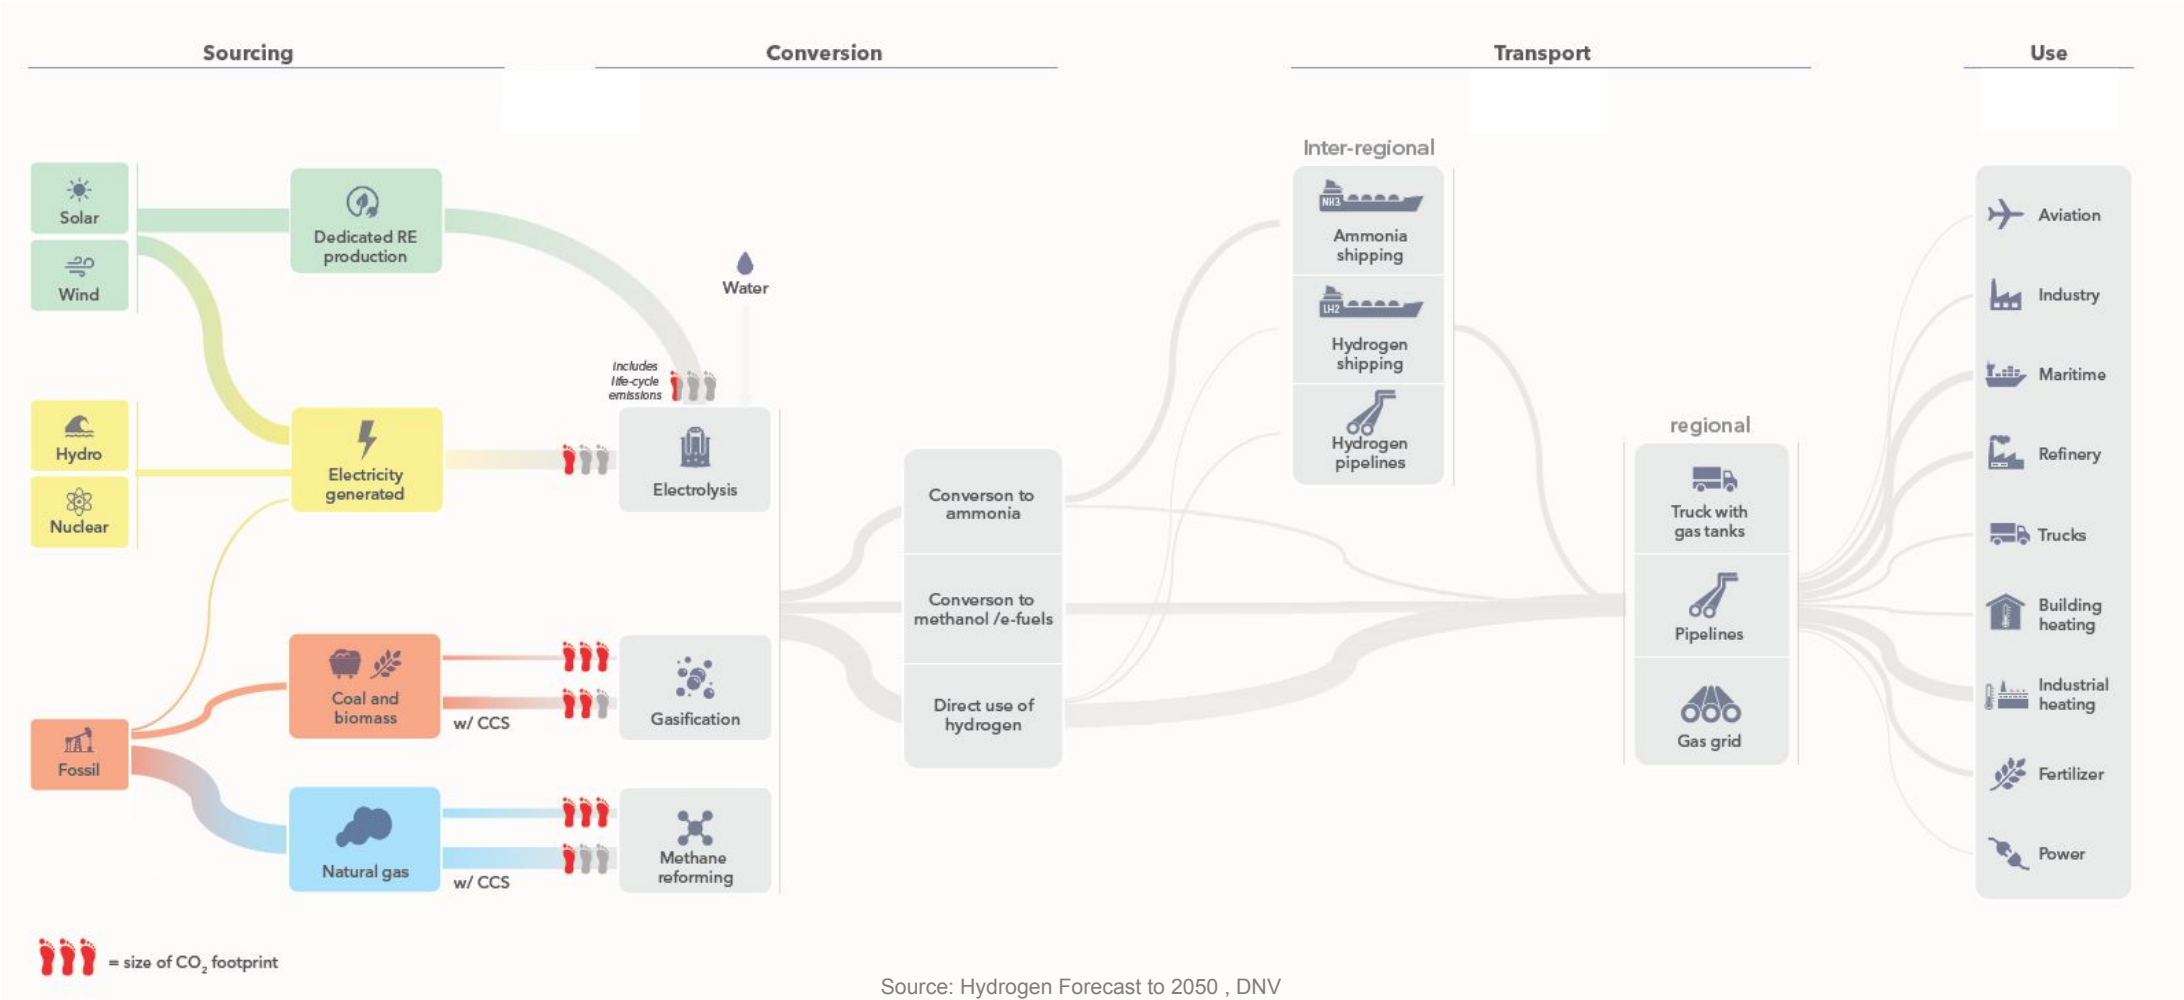 Sourcing
Conversion
Transport
Use
Solar
Wind
Hydro
Nuclear
Fossil
Dedicated RE
production
Electricity
generated
Coal and
biomass
Natural gas
w/ CCS
w/ CCS
Water
Includes
life-cycle
emissions
Electrolysis
Gasification
Methane
reforming
Converson to
ammonia
Converson to
methanol /e-fuels
Direct use of
hydrogen
Inter-regional
NH3
Ammonia
shipping
LH2
Hydrogen
shipping
Hydrogen
pipelines
regional
Truck with
gas tanks
Pipelines
Gas grid
Aviation
Industry
Maritime
Refinery
Trucks
Building
heating
Industrial
heating
Fertilizer
Power
= size of CO₂ footprint
Source: Hydrogen Forecast to 2050 , DNV